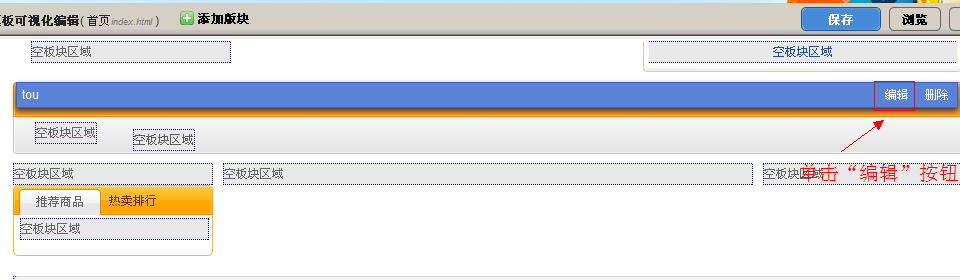 板可视化编辑(首页index.html) 添加版块 保存 浏览
空板块区域 空板块区域
tou 编辑 删除
空板块区域 空板块区域
空板块区域 空板块区域 空板块区域
单击“编辑”按钮
推荐商品 热卖排行
空板块区域